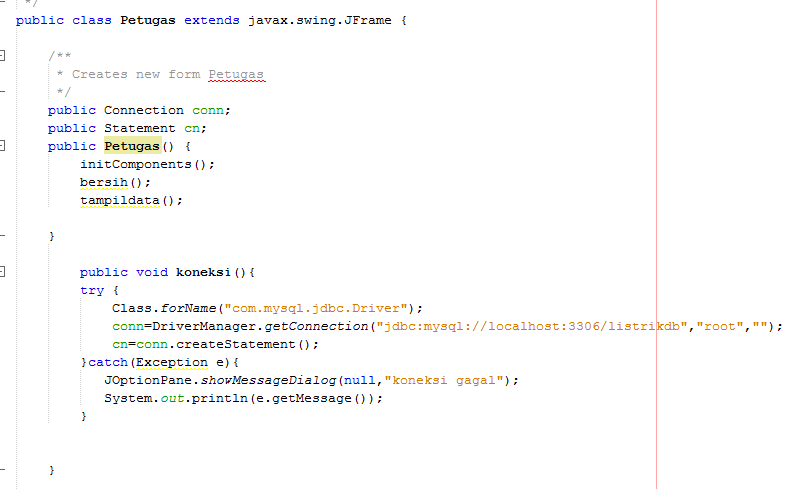 */
public class Petugas extends javax.swing.JFrame {
/**
* Creates new form Petugas
*/
public Connection conn;
public Statement cn;
public Petugas() {
initComponents();
bersih();
tampildata();
}
public void koneksi(){
try {
Class.forName("com.mysql.jdbc.Driver");
conn=DriverManager.getConnection("jdbc:mysql://localhost:3306/listrikdb","root","");
cn=conn.createStatement();
}catch(Exception e){
JOptionPane.showMessageDialog(null,"koneksi gagal");
System.out.println(e.getMessage());
}
}